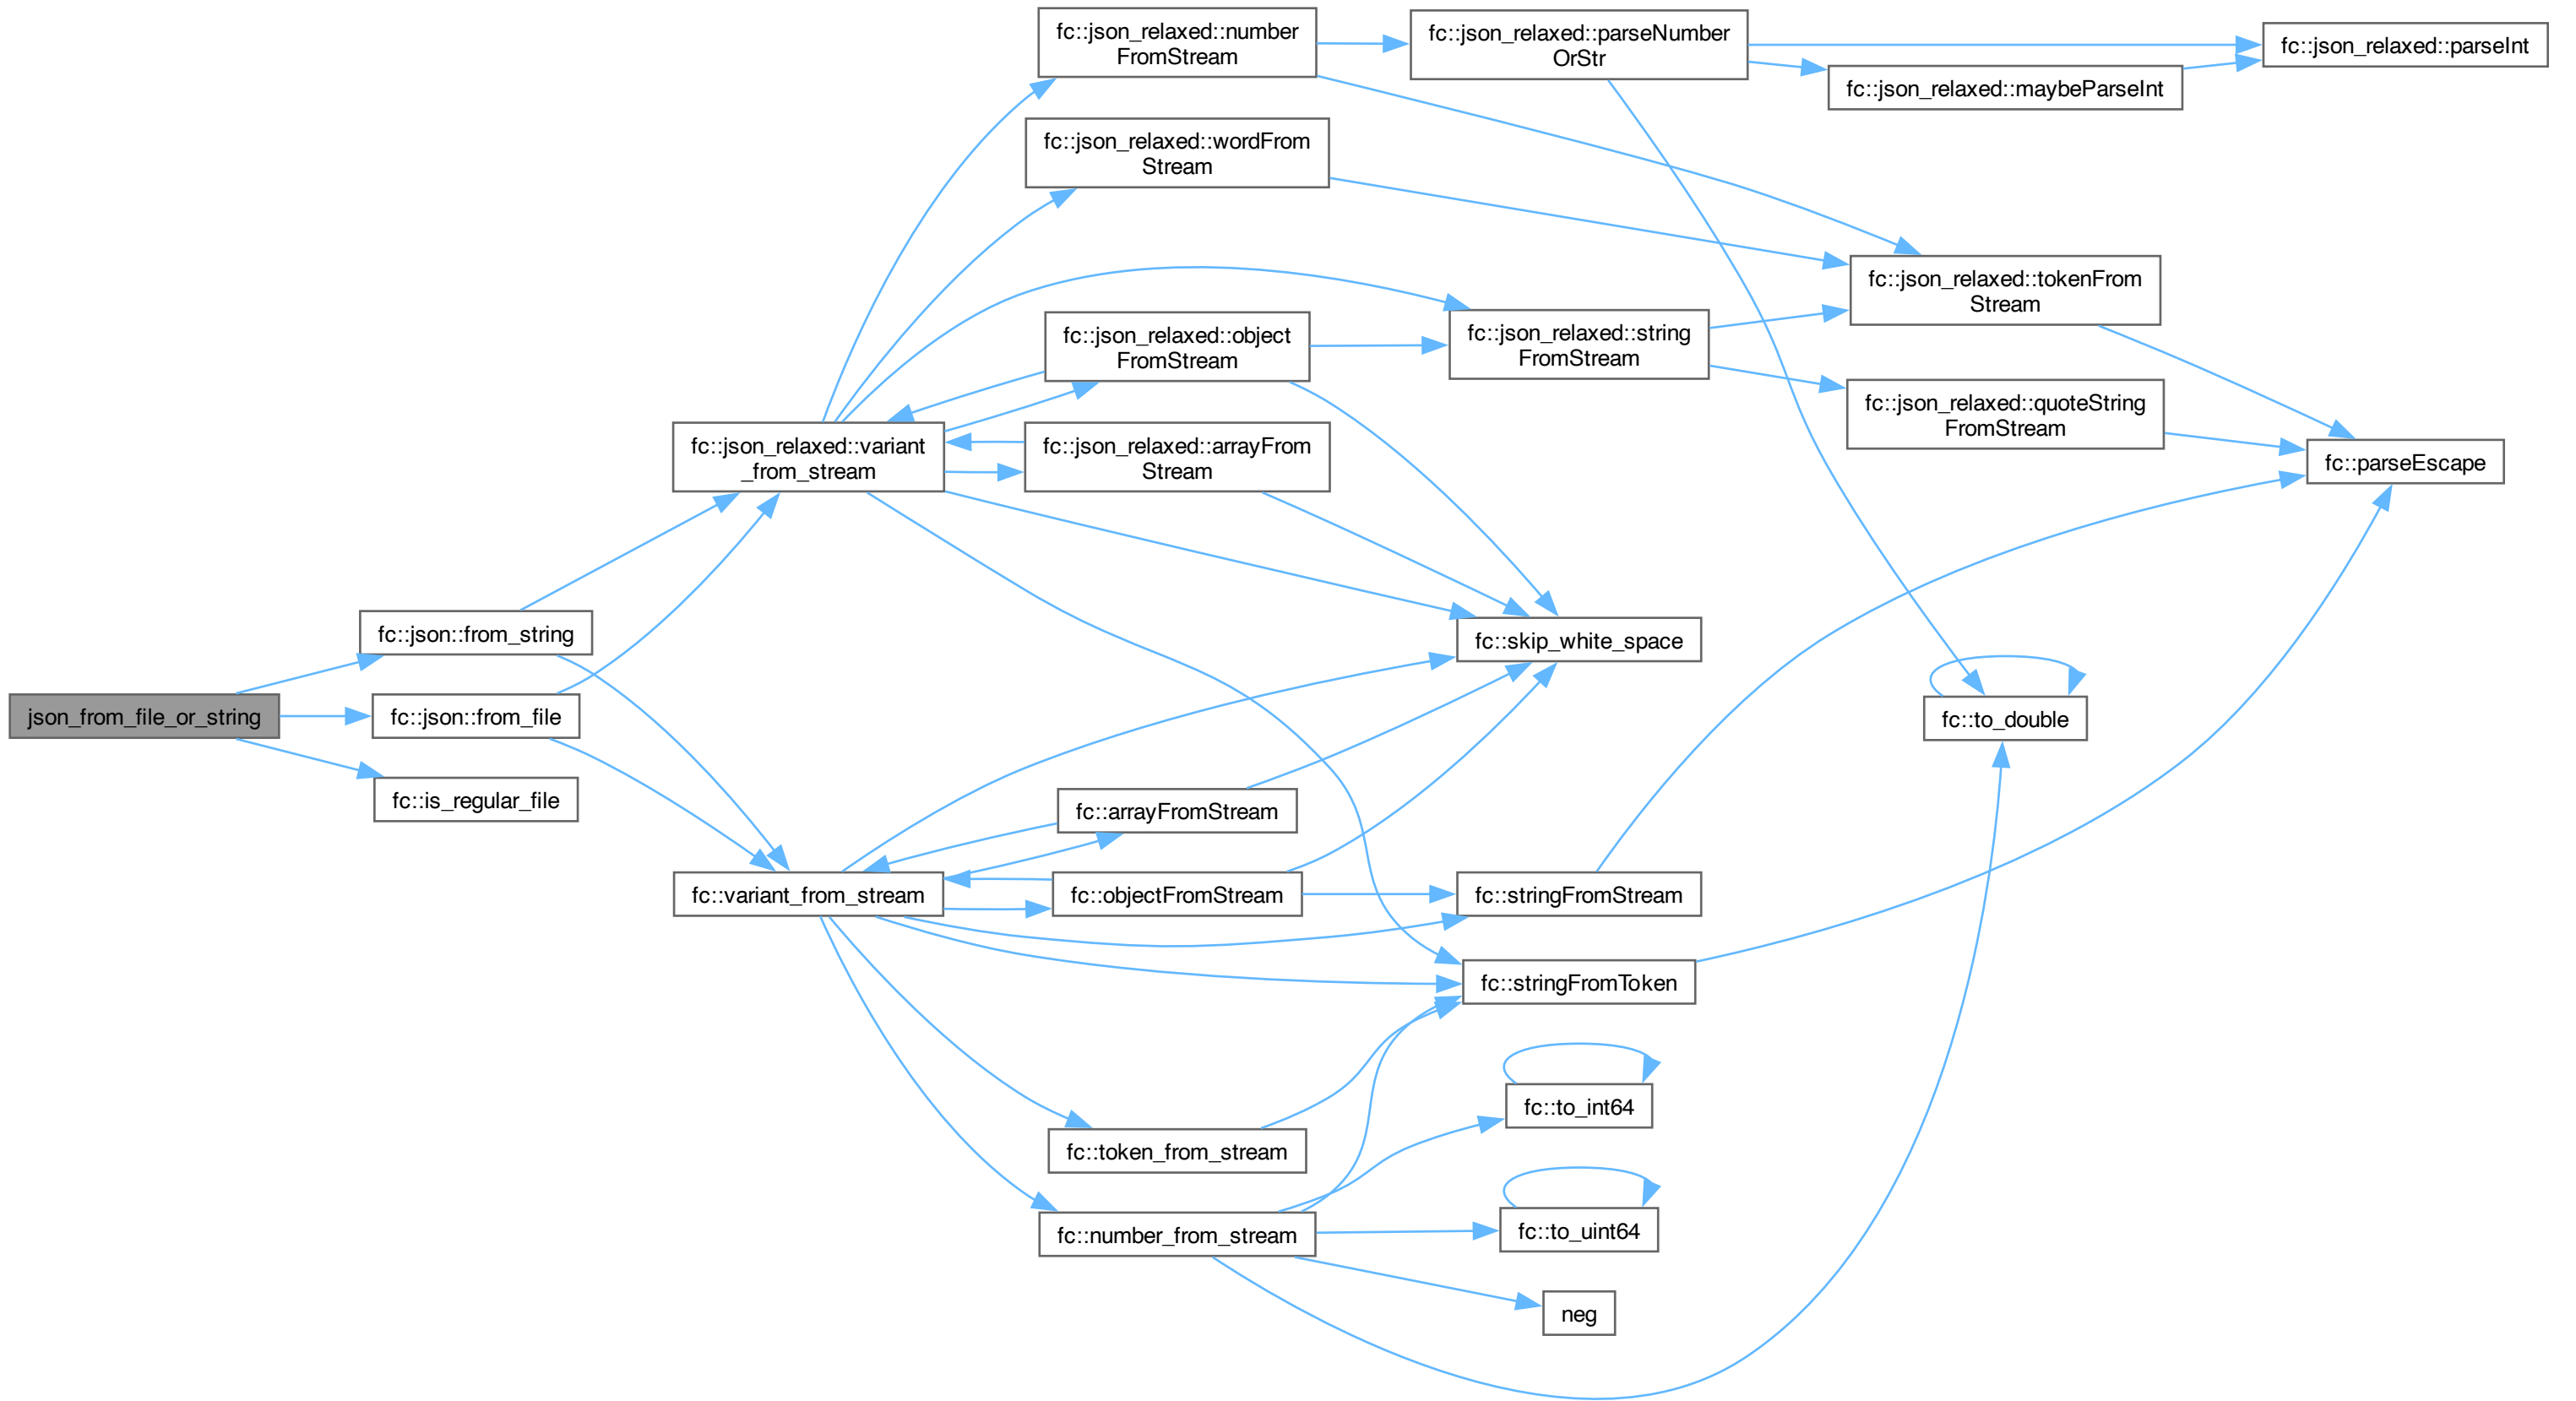 json_from_file_or_string
fc::json::from_string
fc::json::from_file
fc::is_regular_file
fc::json_relaxed::variant
_from_stream
fc::variant_from_stream
fc::json_relaxed::number
FromStream
fc::json_relaxed::wordFrom
Stream
fc::json_relaxed::object
FromStream
fc::json_relaxed::arrayFrom
Stream
fc::arrayFromStream
fc::objectFromStream
fc::token_from_stream
fc::number_from_stream
fc::json_relaxed::parseNumber
OrStr
fc::json_relaxed::string
FromStream
fc::skip_white_space
fc::stringFromStream
fc::stringFromToken
fc::to_int64
fc::to_uint64
neg
fc::json_relaxed::maybeParseInt
fc::json_relaxed::tokenFrom
Stream
fc::json_relaxed::quoteString
FromStream
fc::to_double
fc::json_relaxed::parseInt
fc::parseEscape